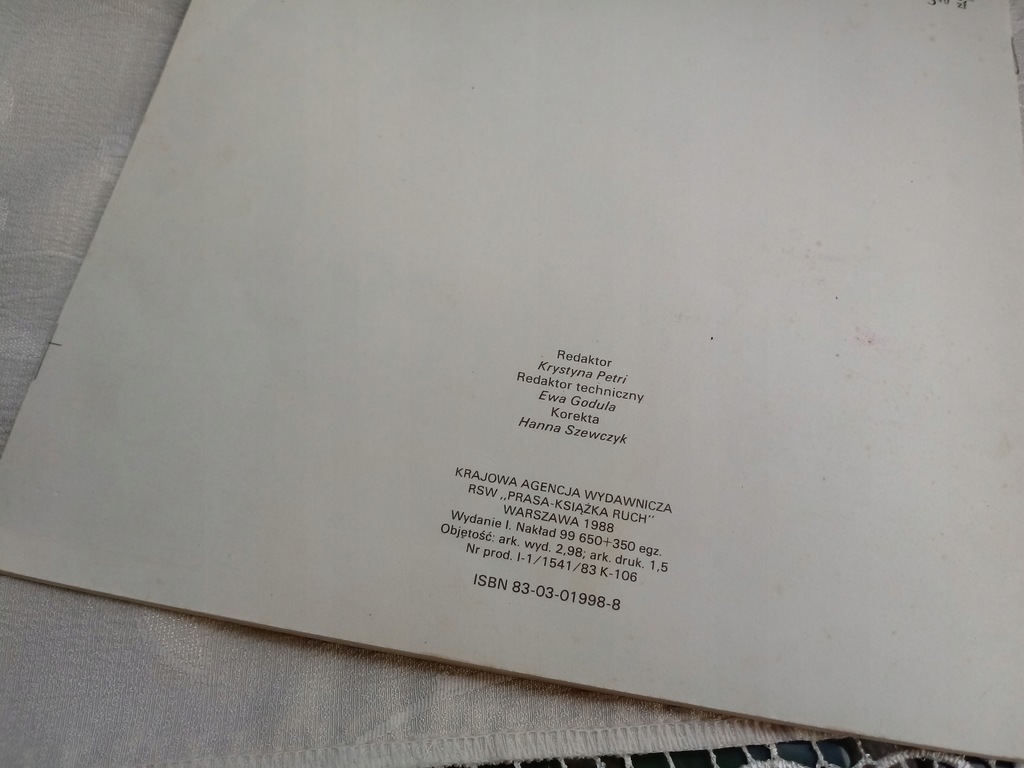 Redaktor
Krystyna Petri
Redaktor techniczny
Ewa Godula
Korekta
Hanna Szewczyk
KRAJOWA AGENCJA WYDAWNICZA
RSW „PRASA-KSIĄŻKA RUCH”
WARSZAWA 1988
Wydanie I. Nakład 99 650+350 egz.
Objętość: ark. wyd. 2,98; ark. druk. 1,5
Nr prod. I-1/1541/83 K-106
ISBN 83-03-01998-8